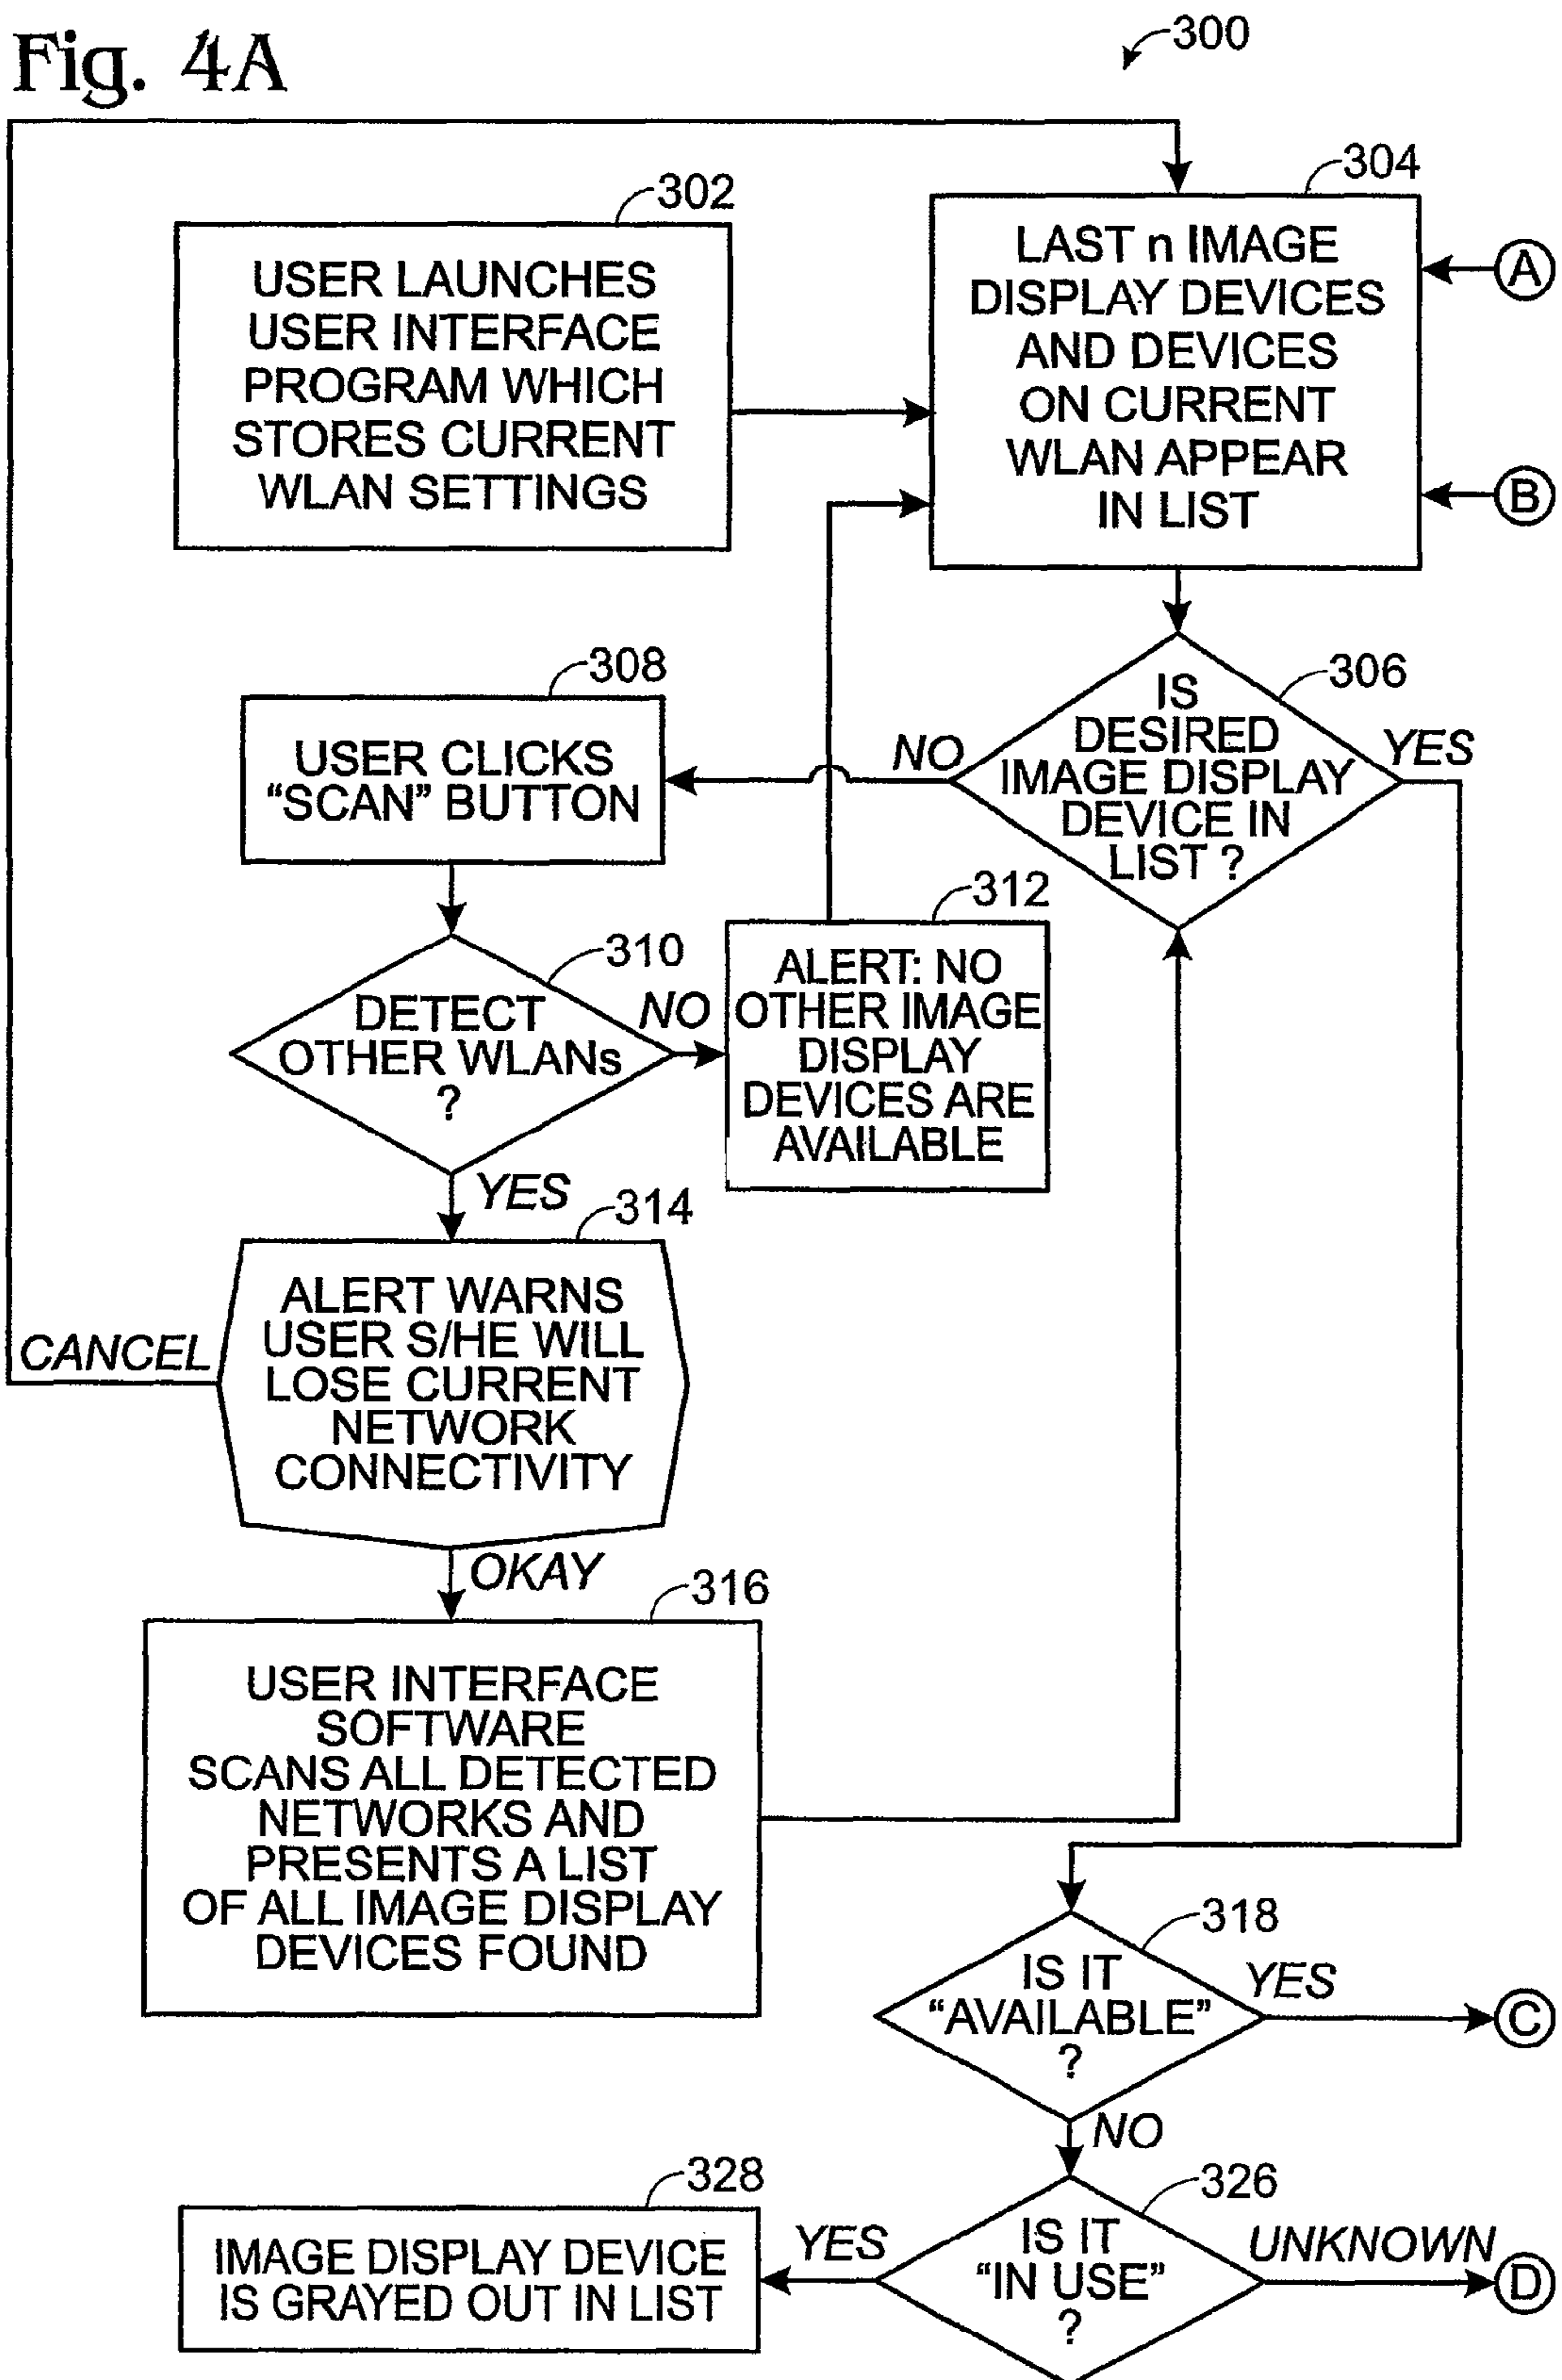 Fig. 4A
300
302
USER LAUNCHES
USER INTERFACE
PROGRAM WHICH
STORES CURRENT
WLAN SETTINGS
304
LAST n IMAGE
DISPLAY DEVICES
AND DEVICES
ON CURRENT
WLAN APPEAR
IN LIST
A
B
306
IS
DESIRED
IMAGE DISPLAY
DEVICE IN
LIST ?
NO
YES
308
USER CLICKS
“SCAN” BUTTON
310
DETECT
OTHER WLANs
?
NO
312
ALERT: NO
OTHER IMAGE
DISPLAY
DEVICES ARE
AVAILABLE
YES
314
ALERT WARNS
USER S/HE WILL
LOSE CURRENT
NETWORK
CONNECTIVITY
CANCEL
OKAY
316
USER INTERFACE
SOFTWARE
SCANS ALL DETECTED
NETWORKS AND
PRESENTS A LIST
OF ALL IMAGE DISPLAY
DEVICES FOUND
318
IS IT
“AVAILABLE”
?
YES
C
NO
326
IS IT
“IN USE”
?
UNKNOWN
D
YES
328
IMAGE DISPLAY DEVICE
IS GRAYED OUT IN LIST